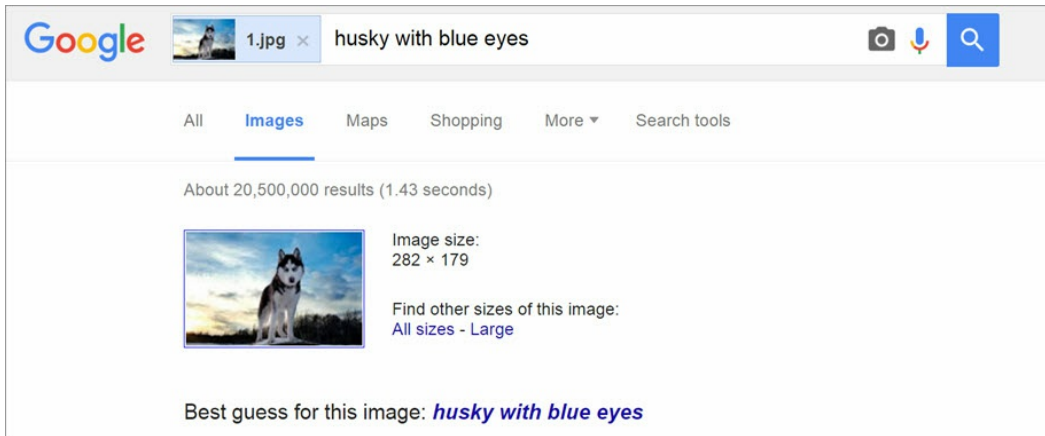 Google 1.jpg × husky with blue eyes
All Images Maps Shopping More ▾ Search tools
About 20,500,000 results (1.43 seconds)
Image size:
282 × 179
Find other sizes of this image:
All sizes - Large
Best guess for this image: husky with blue eyes